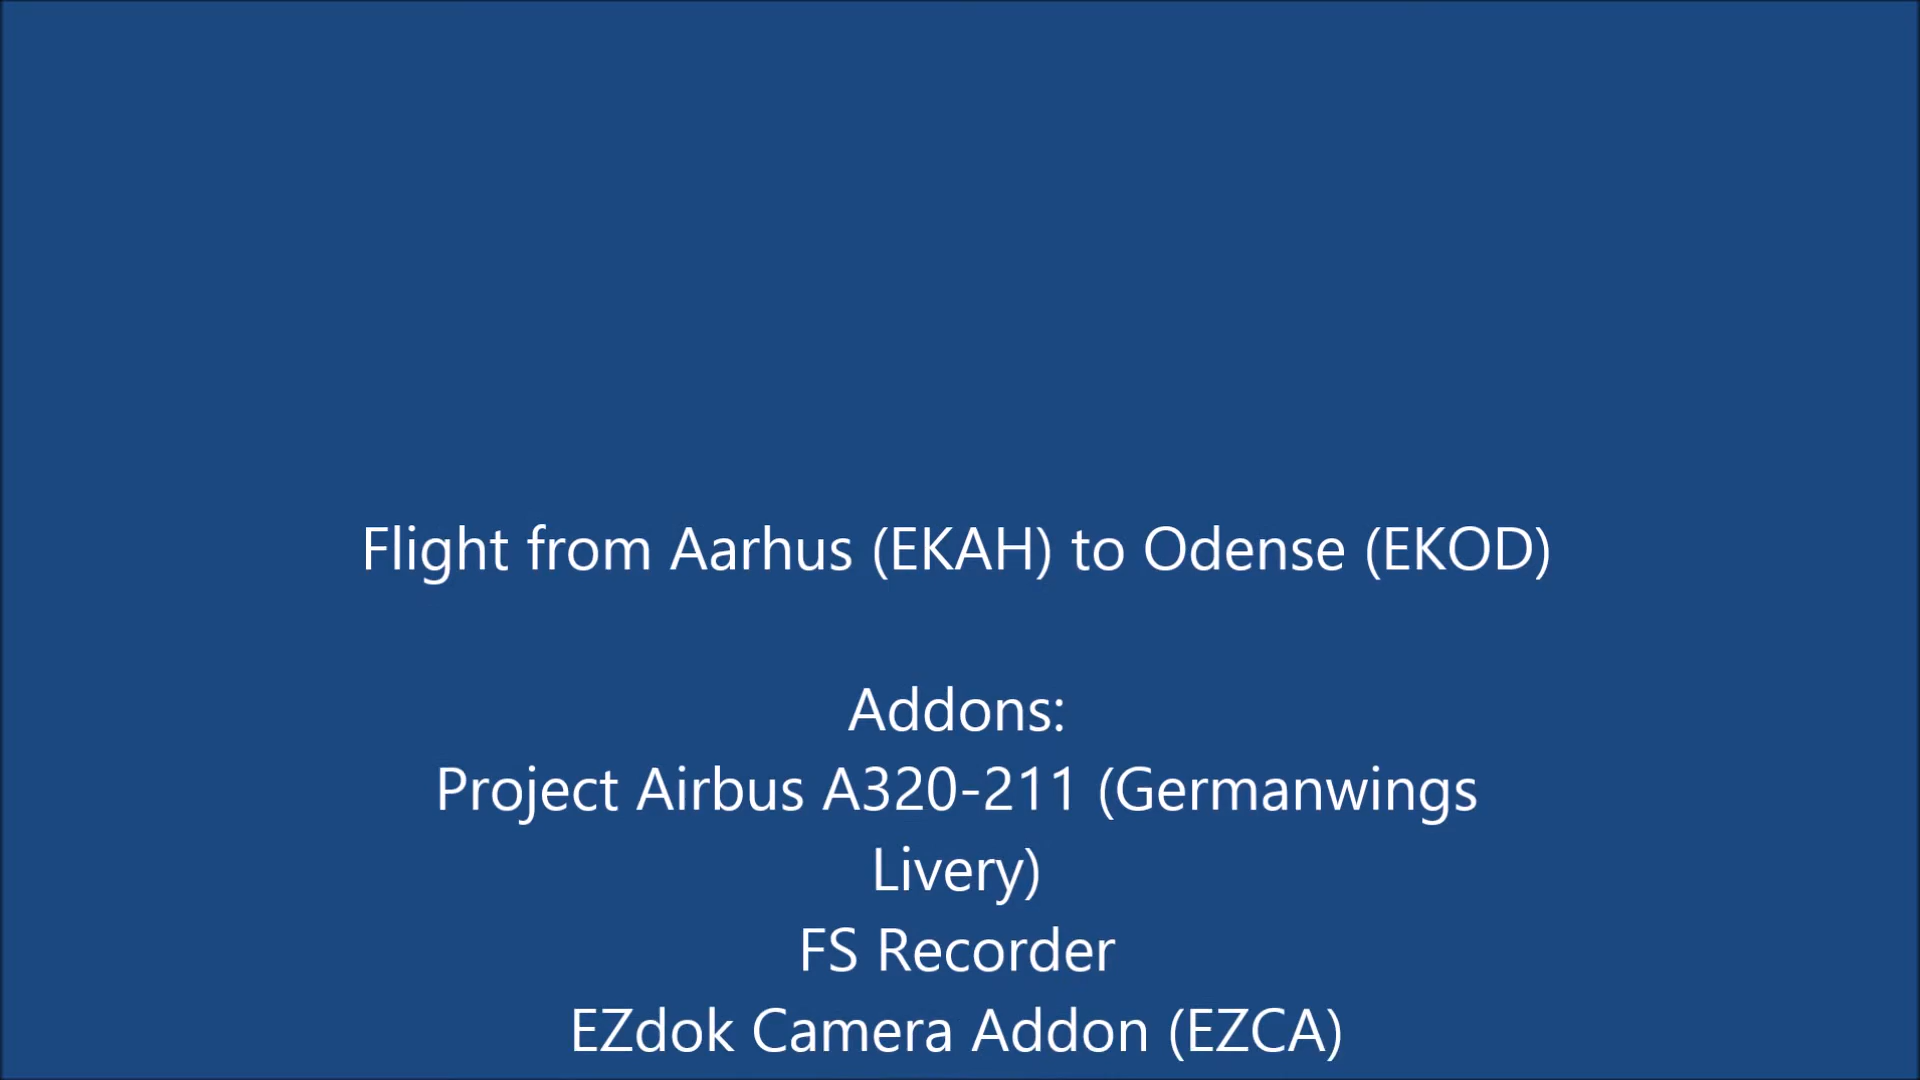 Flight from Aarhus (EKAH) to Odense (EKOD)
Addons:
Project Airbus A320-211 (Germanwings
Livery)
FS Recorder
EZdok Camera Addon (EZCA)